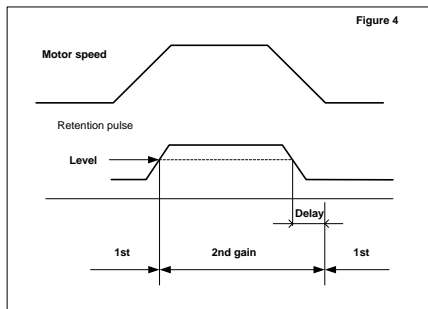 Figure 4
Motor speed
Retention pulse
Level
Delay
1st 2nd gain 1st